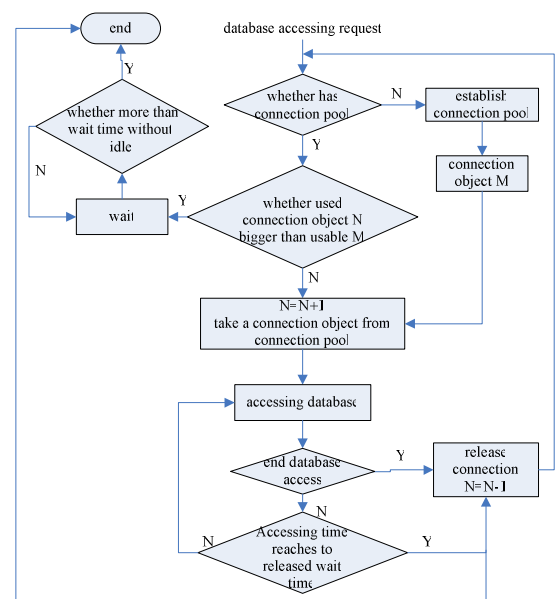 end
database accessing request
Y
whether has
connection pool
N
establish
connection pool
whether more than
wait time without
idle
N
Y
connection
object M
wait
Y
whether used
connection object N
bigger than usable M
N
N=N+1
take a connection object from
connection pool
accessing database
end database
access
Y
release
connection
N=N-1
N
N
Accessing time
reaches to
released wait
time
Y